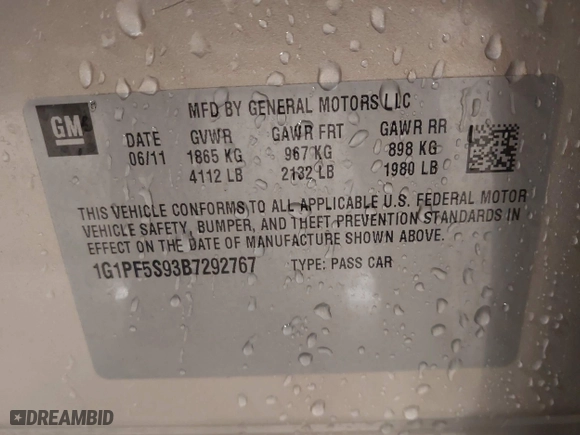 GM
MFD BY GENERAL MOTORS LLC
DATE GVWR GAWR FRT GAWR RR
06/11 1865 KG 967 KG 898 KG
4112 LB 2132 LB 1980 LB
THIS VEHICLE CONFORMS TO ALL APPLICABLE U.S. FEDERAL MOTOR
VEHICLE SAFETY, BUMPER, AND THEFT PREVENTION STANDARDS IN
EFFECT ON THE DATE OF MANUFACTURE SHOWN ABOVE.
1G1PF5S93B7292767 TYPE: PASS CAR
DREAMBID